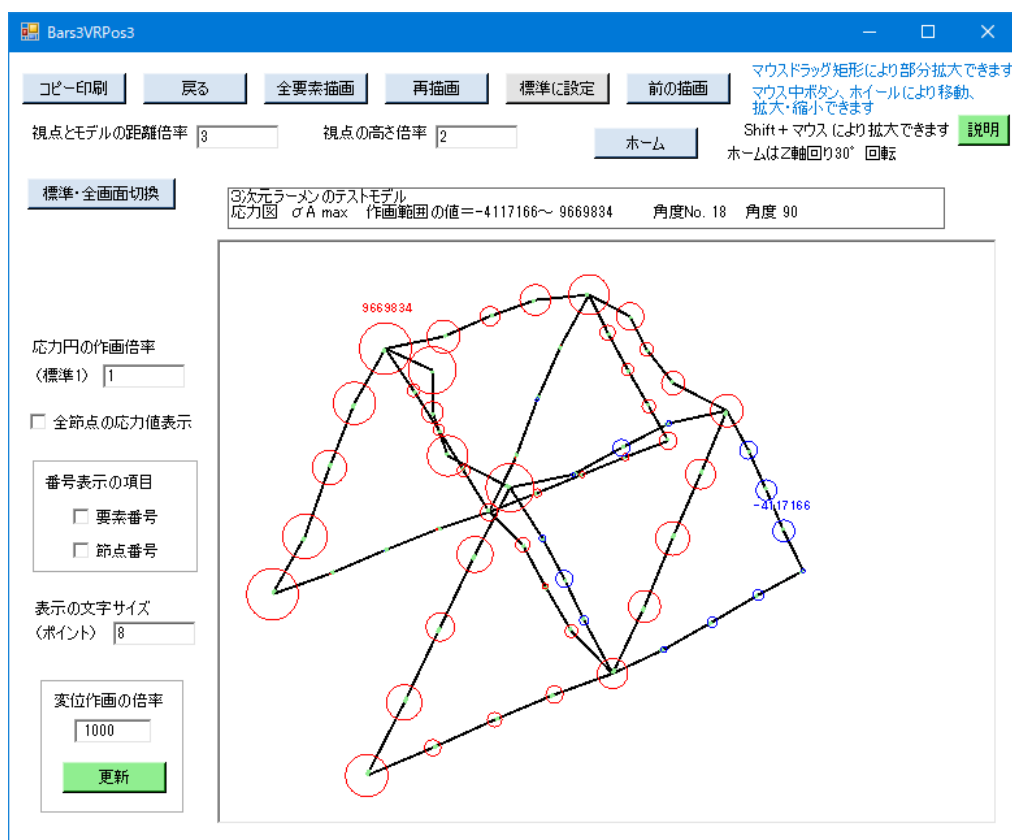 Bars3VRPos3
コピー印刷
戻る
全要素描画
再描画
標準に設定
前の描画
マウスドラッグ矩形により部分拡大できます
マウス中ボタン、ホイールにより移動、
拡大・縮小できます
Shift+マウスにより拡大できます
説明
視点とモデルの距離倍率 3
視点の高さ倍率 2
ホーム
ホームはZ軸回り30° 回転
標準・全画面切換
3次元ラーメンのテストモデル
応力図 σA max 作画範囲の値=-4117166~ 9669834 角度No. 18 角度 90
9669834
-4117166
応力円の作画倍率
(標準1) 1
全節点の応力値表示
番号表示の項目
要素番号
節点番号
表示の文字サイズ
(ポイント) 8
変位作画の倍率
1000
更新